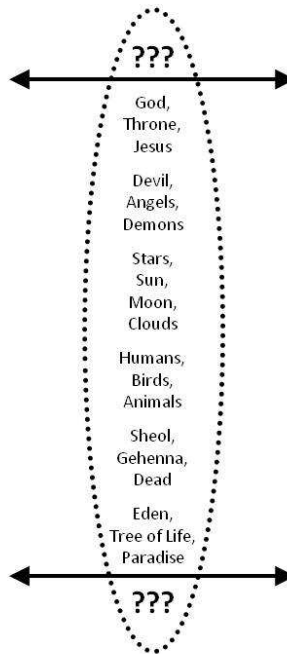 ???
God,
Throne,
Jesus
Devil,
Angels,
Demons
Stars,
Sun,
Moon,
Clouds
Humans,
Birds,
Animals
Sheol,
Gehenna,
Dead
Eden,
Tree of Life,
Paradise
???